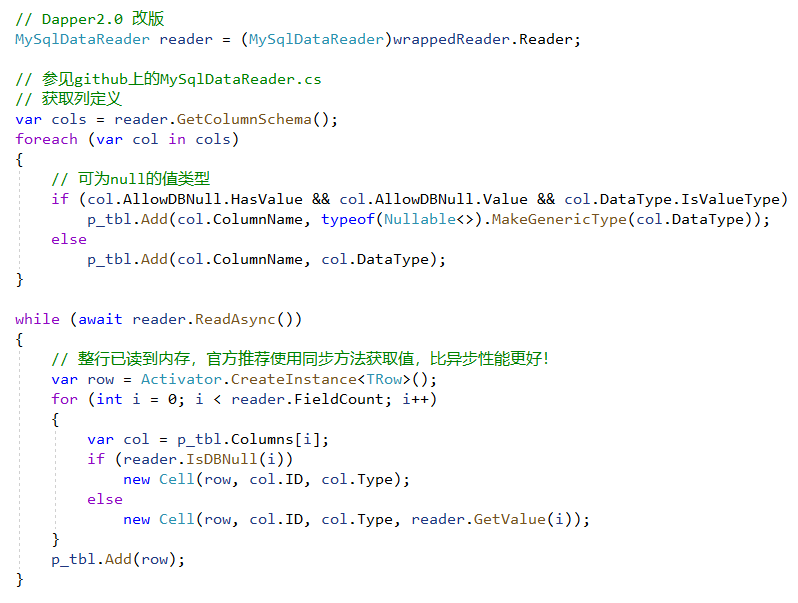 // Dapper2.0 改版
MySqlDataReader reader = (MySqlDataReader)wrappedReader.Reader;

// 参见github上的MySqlDataReader.cs
// 获取列定义
var cols = reader.GetColumnSchema();
foreach (var col in cols)
{
    // 可为null的值类型
    if (col.AllowDBNull.HasValue && col.AllowDBNull.Value && col.DataType.IsValueType)
        p_tbl.Add(col.ColumnName, typeof(Nullable<>).MakeGenericType(col.DataType));
    else
        p_tbl.Add(col.ColumnName, col.DataType);
}

while (await reader.ReadAsync())
{
    // 整行已读到内存，官方推荐使用同步方法获取值，比异步性能更好！
    var row = Activator.CreateInstance<TRow>();
    for (int i = 0; i < reader.FieldCount; i++)
    {
        var col = p_tbl.Columns[i];
        if (reader.IsDBNull(i))
            new Cell(row, col.ID, col.Type);
        else
            new Cell(row, col.ID, col.Type, reader.GetValue(i));
    }
    p_tbl.Add(row);
}